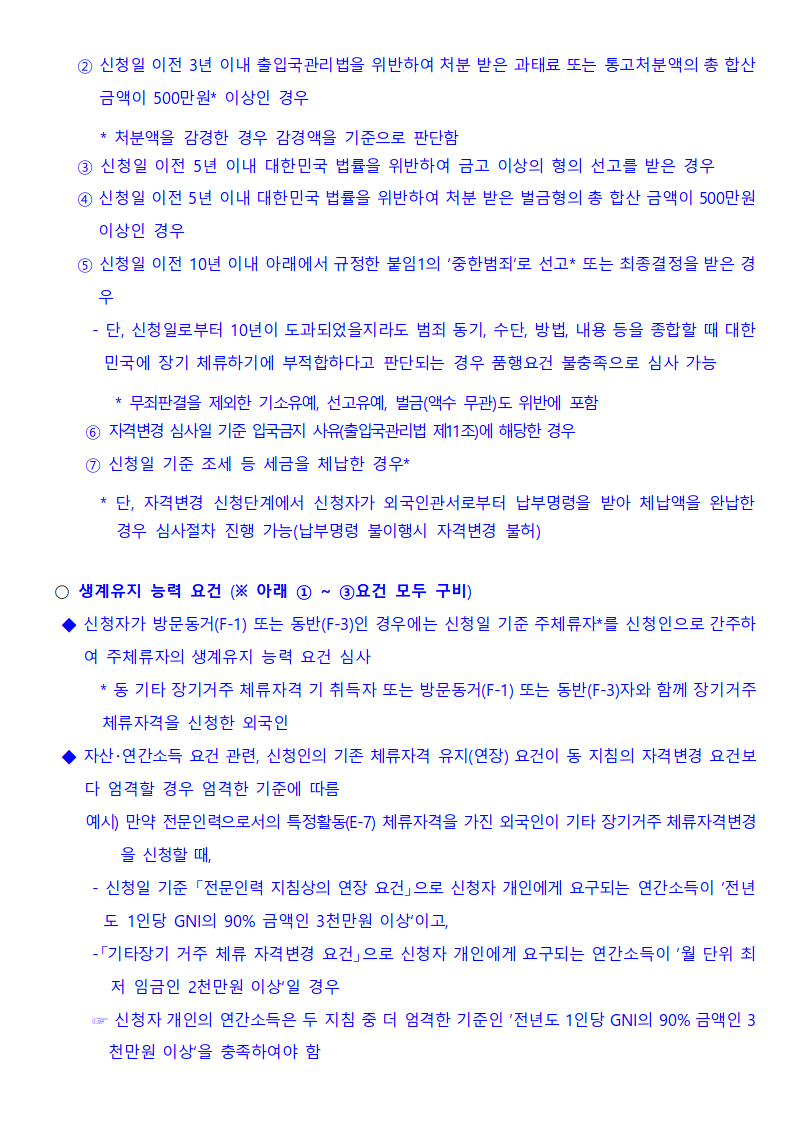 ② 신청일 이전 3년 이내 출입국관리법을 위반하여 처분 받은 과태료 또는 통고처분액의 총 합산
금액이 500만원* 이상인 경우
* 처분액을 감경한 경우 감경액을 기준으로 판단함
③ 신청일 이전 5년 이내 대한민국 법률을 위반하여 금고 이상의 형의 선고를 받은 경우
④ 신청일 이전 5년 이내 대한민국 법률을 위반하여 처분 받은 벌금형의 총 합산 금액이 500만원
이상인 경우
⑤ 신청일 이전 10년 이내 아래에서 규정한 붙임1의 '중한범죄'로 선고* 또는 최종결정을 받은 경
우
- 단, 신청일로부터 10년이 도과되었을지라도 범죄 동기, 수단, 방법, 내용 등을 종합할 때 대한
민국에 장기 체류하기에 부적합하다고 판단되는 경우 품행요건 불충족으로 심사 가능
* 무죄판결을 제외한 기소유예, 선고유예, 벌금(액수 무관)도 위반에 포함
⑥ 자격변경 심사일 기준 입국금지 사유(출입국관리법 제11조)에 해당한 경우
⑦ 신청일 기준 조세 등 세금을 체납한 경우*
* 단, 자격변경 신청단계에서 신청자가 외국인관서로부터 납부명령을 받아 체납액을 완납한
경우 심사절차 진행 가능(납부명령 불이행시 자격변경 불허)
○ 생계유지 능력 요건 (※ 아래 ① ~ ③요건 모두 구비)
◆ 신청자가 방문동거(F-1) 또는 동반(F-3)인 경우에는 신청일 기준 주체류자*를 신청인으로 간주하
여 주체류자의 생계유지 능력 요건 심사
* 동 기타 장기거주 체류자격 기 취득자 또는 방문동거(F-1) 또는 동반(F-3)자와 함께 장기거주
체류자격을 신청한 외국인
◆ 자산·연간소득 요건 관련, 신청인의 기존 체류자격 유지(연장) 요건이 동 지침의 자격변경 요건보
다 엄격할 경우 엄격한 기준에 따름
예시) 만약 전문인력으로서의 특정활동(E-7) 체류자격을 가진 외국인이 기타 장기거주 체류자격변경
을 신청할 때,
- 신청일 기준 「전문인력 지침상의 연장 요건」으로 신청자 개인에게 요구되는 연간소득이 '전년
도 1인당 GNI의 90% 금액인 3천만원 이상'이고,
-「기타장기 거주 체류 자격변경 요건」으로 신청자 개인에게 요구되는 연간소득이 '월 단위 최
저 임금인 2천만원 이상'일 경우
☞ 신청자 개인의 연간소득은 두 지침 중 더 엄격한 기준인 '전년도 1인당 GNI의 90% 금액인 3
천만원 이상'을 충족하여야 함